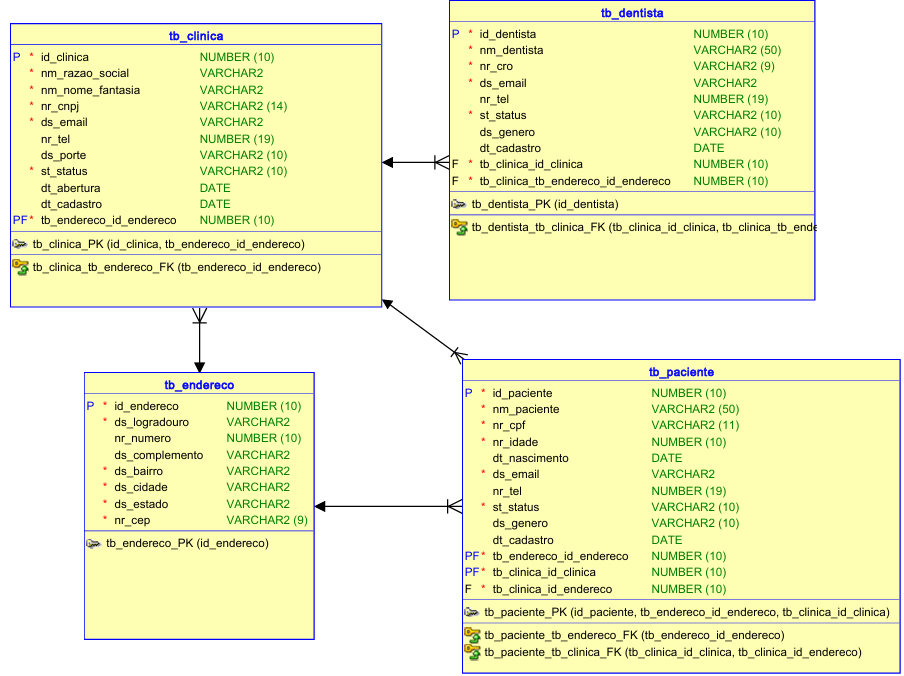 tb_clinica
P * id_clinica NUMBER (10)
* nm_razao_social VARCHAR2
* nm_nome_fantasia VARCHAR2
* nr_cnpj VARCHAR2 (14)
* ds_email VARCHAR2
nr_tel NUMBER (19)
ds_porte VARCHAR2 (10)
* st_status VARCHAR2 (10)
dt_abertura DATE
dt_cadastro DATE
PF * tb_endereco_id_endereco NUMBER (10)
tb_clinica_PK (id_clinica, tb_endereco_id_endereco)
tb_clinica_tb_endereco_FK (tb_endereco_id_endereco)
tb_dentista
P * id_dentista NUMBER (10)
* nm_dentista VARCHAR2 (50)
* nr_cro VARCHAR2 (9)
* ds_email VARCHAR2
nr_tel NUMBER (19)
* st_status VARCHAR2 (10)
ds_genero VARCHAR2 (10)
dt_cadastro DATE
F * tb_clinica_id_clinica NUMBER (10)
F * tb_clinica_tb_endereco_id_endereco NUMBER (10)
tb_dentista_PK (id_dentista)
tb_dentista_tb_clinica_FK (tb_clinica_id_clinica, tb_clinica_tb_ende
tb_endereco
P * id_endereco NUMBER (10)
* ds_logradouro VARCHAR2
nr_numero NUMBER (10)
ds_complemento VARCHAR2
* ds_bairro VARCHAR2
* ds_cidade VARCHAR2
* ds_estado VARCHAR2
* nr_cep VARCHAR2 (9)
tb_endereco_PK (id_endereco)
tb_paciente
P * id_paciente NUMBER (10)
* nm_paciente VARCHAR2 (50)
* nr_cpf VARCHAR2 (11)
* nr_idade NUMBER (10)
dt_nascimento DATE
* ds_email VARCHAR2
nr_tel NUMBER (19)
* st_status VARCHAR2 (10)
ds_genero VARCHAR2 (10)
dt_cadastro DATE
PF * tb_endereco_id_endereco NUMBER (10)
PF * tb_clinica_id_clinica NUMBER (10)
F * tb_clinica_id_endereco NUMBER (10)
tb_paciente_PK (id_paciente, tb_endereco_id_endereco, tb_clinica_id_clinica)
tb_paciente_tb_endereco_FK (tb_endereco_id_endereco)
tb_paciente_tb_clinica_FK (tb_clinica_id_clinica, tb_clinica_id_endereco)